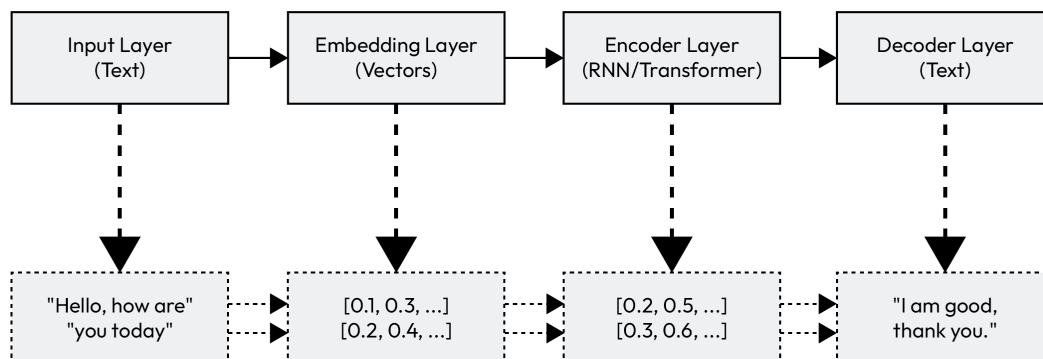 Input Layer
(Text)
Embedding Layer
(Vectors)
Encoder Layer
(RNN/Transformer)
Decoder Layer
(Text)
"Hello, how are"
"you today"
[0.1, 0.3, ...]
[0.2, 0.4, ...]
[0.2, 0.5, ...]
[0.3, 0.6, ...]
"I am good,
thank you."